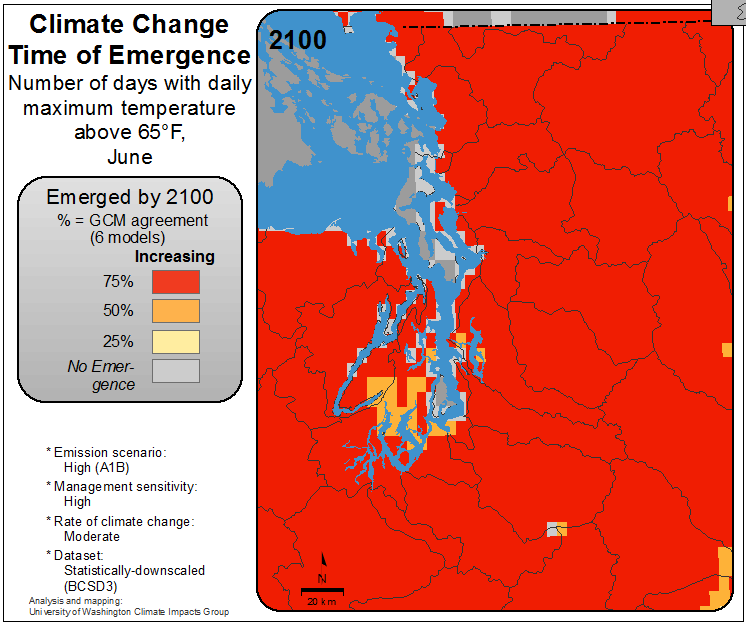 Climate Change
Time of Emergence
Number of days with daily
maximum temperature
above 65°F,
June
Emerged by 2100
% = GCM agreement
(6 models)
Increasing
75%
50%
25%
No Emer-
gence
* Emission scenario:
High (A1B)
* Management sensitivity:
High
* Rate of climate change:
Moderate
* Dataset:
Statistically-downscaled
(BCSD3)
Analysis and mapping:
University of Washington Climate Impacts Group
2100
N
20 km